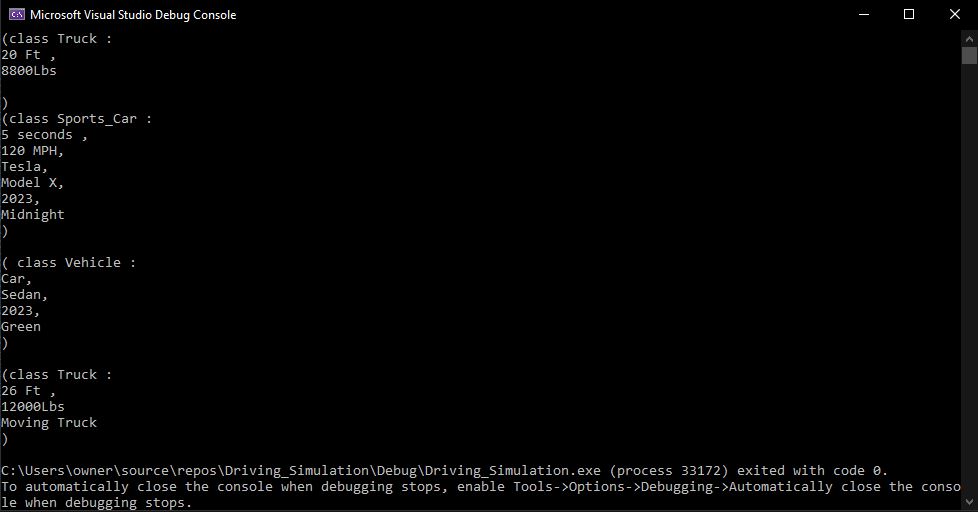 Microsoft Visual Studio Debug Console
(class Truck :
20 Ft ,
8800Lbs
)
(class Sports_Car :
5 seconds ,
120 MPH,
Tesla,
Model X,
2023,
Midnight
)
( class Vehicle :
Car,
Sedan,
2023,
Green
)
(class Truck :
26 Ft ,
12000Lbs
Moving Truck
)
C:\Users\owner\source\repos\Driving_Simulation\Debug\Driving_Simulation.exe (process 33172) exited with code 0.
To automatically close the console when debugging stops, enable Tools->Options->Debugging->Automatically close the conso
le when debugging stops.